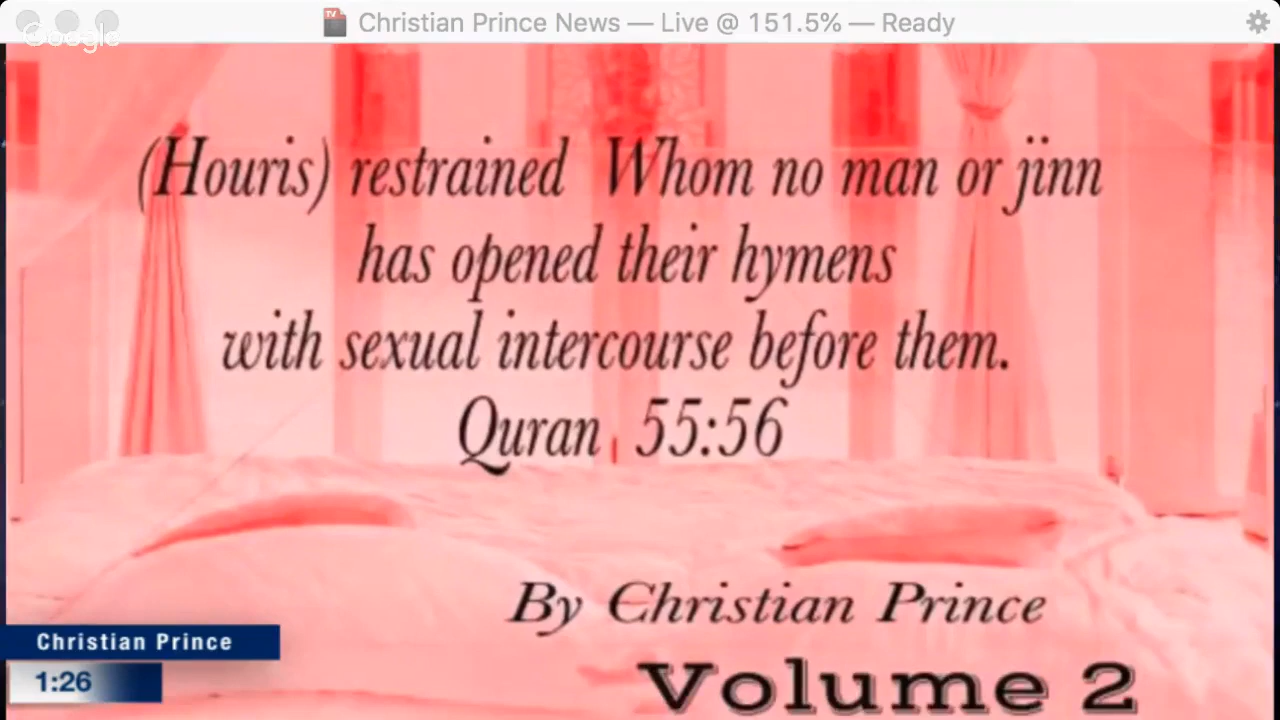 Christian Prince News — Live @ 151.5% — Ready
Google
(Houris) restrained Whom no man or jinn
has opened their hymens
with sexual intercourse before them.
Quran 55:56
By Christian Prince
Volume 2
Christian Prince
1:26